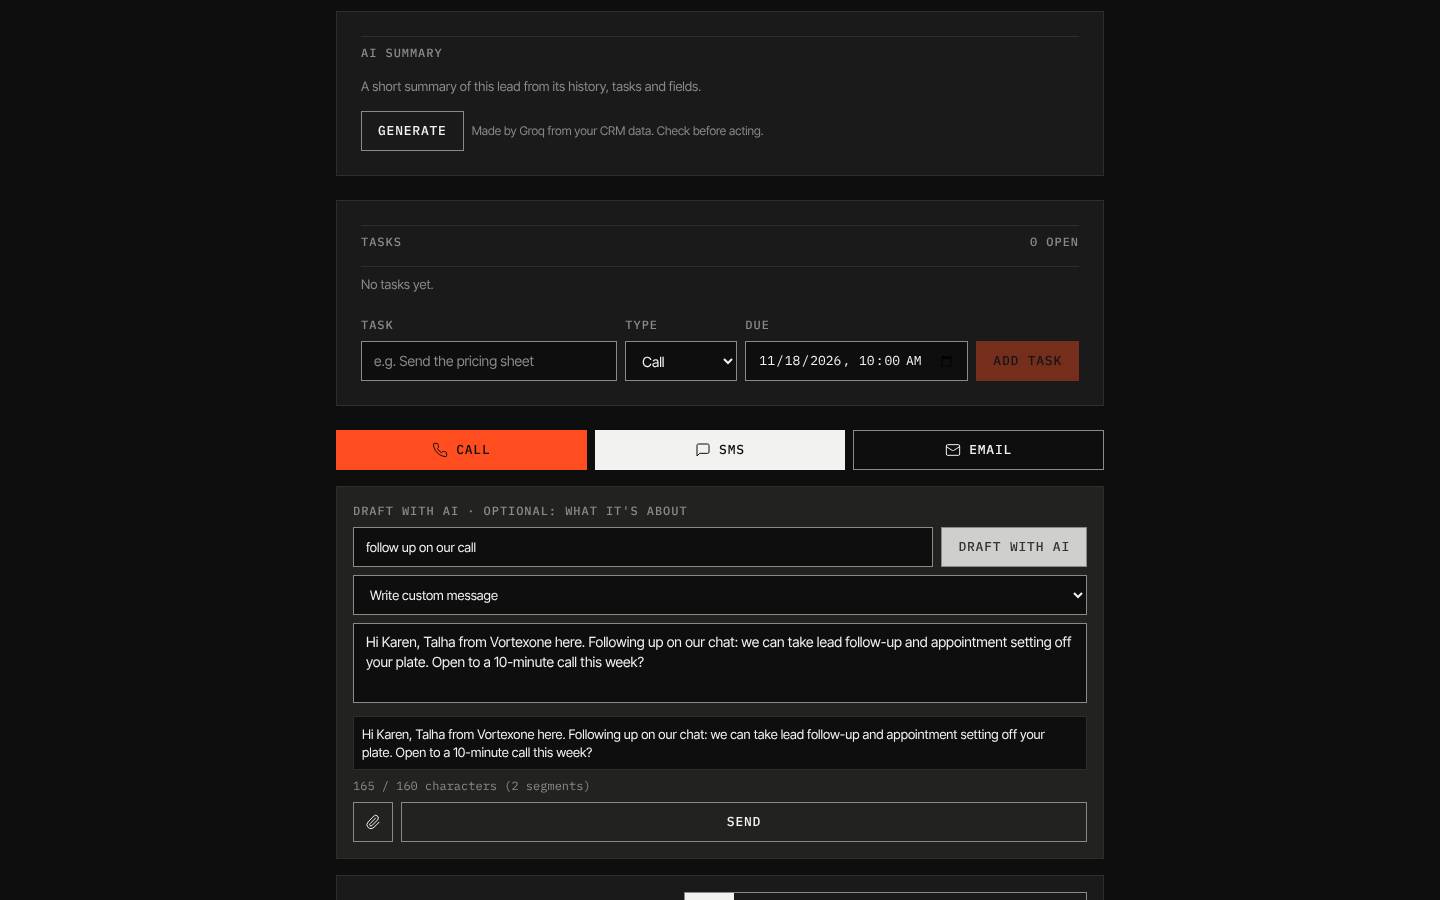 AI SUMMARY
A short summary of this lead from its history, tasks and fields.
GENERATE
Made by Groq from your CRM data. Check before acting.
TASKS
0 OPEN
No tasks yet.
TASK
TYPE
DUE
e.g. Send the pricing sheet
Call
11/18/2026, 10:00 AM
ADD TASK
CALL
SMS
EMAIL
DRAFT WITH AI · OPTIONAL: WHAT IT'S ABOUT
follow up on our call
DRAFT WITH AI
Write custom message
Hi Karen, Talha from Vortexone here. Following up on our chat: we can take lead follow-up and appointment setting off
your plate. Open to a 10-minute call this week?
Hi Karen, Talha from Vortexone here. Following up on our chat: we can take lead follow-up and appointment setting off your
plate. Open to a 10-minute call this week?
165 / 160 characters (2 segments)
SEND